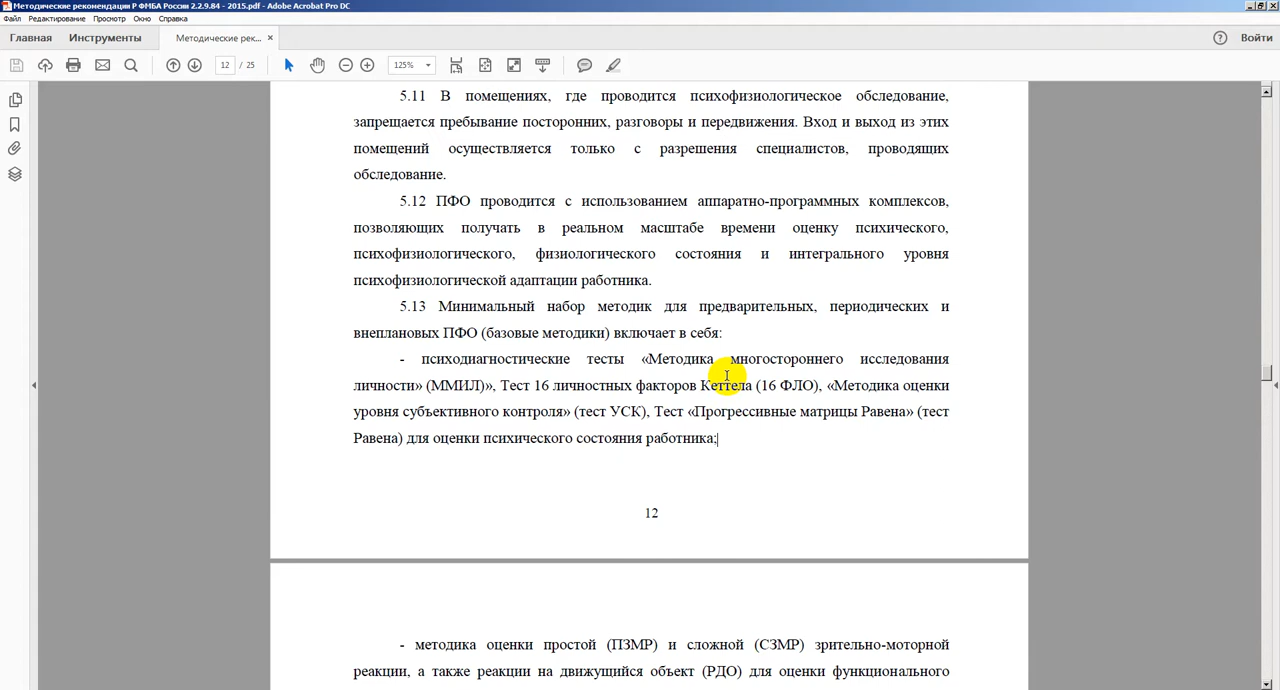 Методические рекомендации Р ФМБА России 2.2.9.84 - 2015.pdf - Adobe Acrobat Pro DC
Файл Редактирование Просмотр Окно Справка
Главная Инструменты Методические рек... × Войти
12 / 25 125%
5.11 В помещениях, где проводится психофизиологическое обследование,
запрещается пребывание посторонних, разговоры и передвижения. Вход и выход из этих
помещений осуществляется только с разрешения специалистов, проводящих
обследование.
5.12 ПФО проводится с использованием аппаратно-программных комплексов,
позволяющих получать в реальном масштабе времени оценку психического,
психофизиологического, физиологического состояния и интегрального уровня
психофизиологической адаптации работника.
5.13 Минимальный набор методик для предварительных, периодических и
внеплановых ПФО (базовые методики) включает в себя:
- психодиагностические тесты «Методика многостороннего исследования
личности» (ММИЛ)», Тест 16 личностных факторов Кеттела (16 ФЛО), «Методика оценки
уровня субъективного контроля» (тест УСК), Тест «Прогрессивные матрицы Равена» (тест
Равена) для оценки психического состояния работника;
12
- методика оценки простой (ПЗМР) и сложной (СЗМР) зрительно-моторной
реакции, а также реакции на движущийся объект (РДО) для оценки функционального